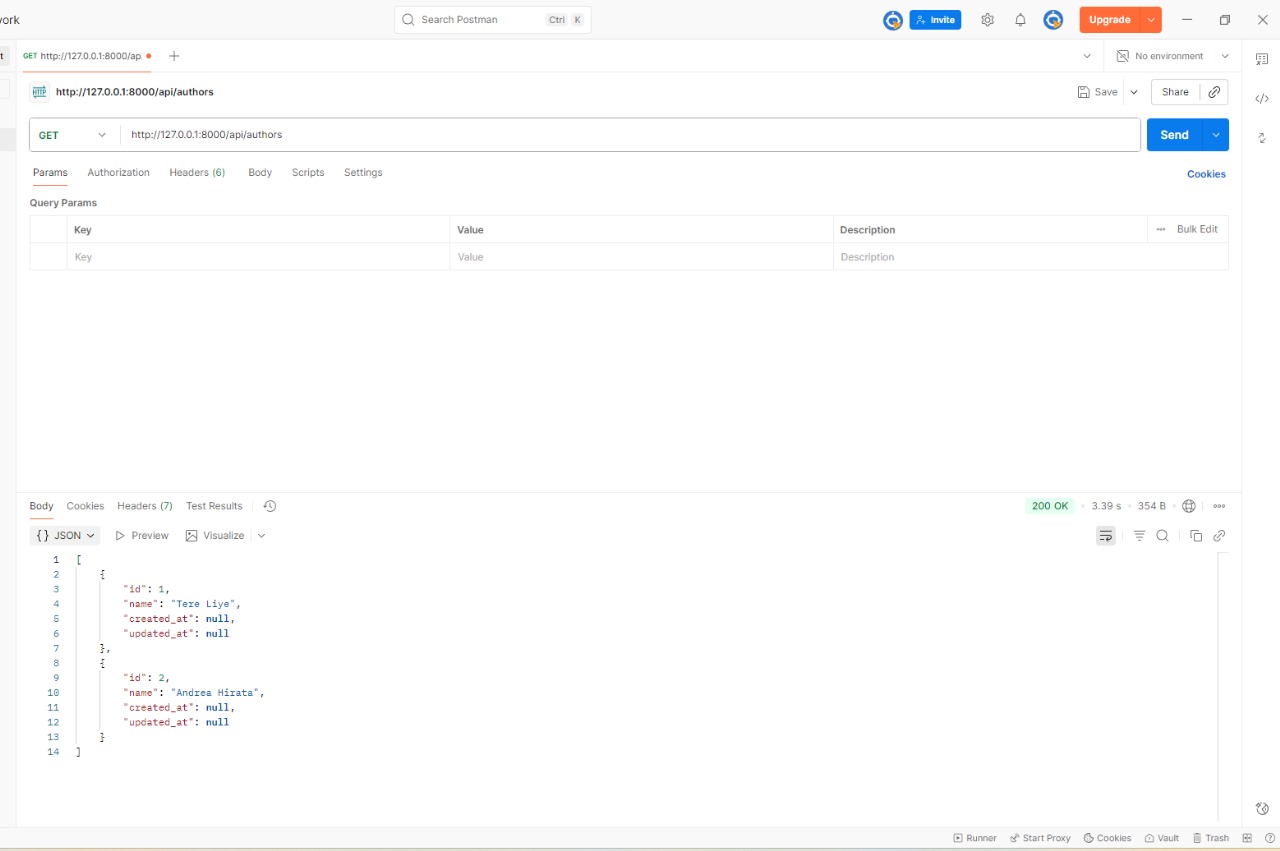 work
Search Postman Ctrl K
Invite
Upgrade
t
GET http://127.0.0.1:8000/ap.
No environment
HTTP http://127.0.0.1:8000/api/authors
Save
Share
GET http://127.0.0.1:8000/api/authors
Send
Params Authorization Headers (6) Body Scripts Settings
Cookies
Query Params
Key Value Description Bulk Edit
Key Value Description
Body Cookies Headers (7) Test Results
200 OK 3.39 s 354 B
{} JSON Preview Visualize
1 [
2 {
3 "id": 1,
4 "name": "Tere Liye",
5 "created_at": null,
6 "updated_at": null
7 },
8 {
9 "id": 2,
10 "name": "Andrea Hirata",
11 "created_at": null,
12 "updated_at": null
13 }
14 ]
Runner Start Proxy Cookies Vault Trash